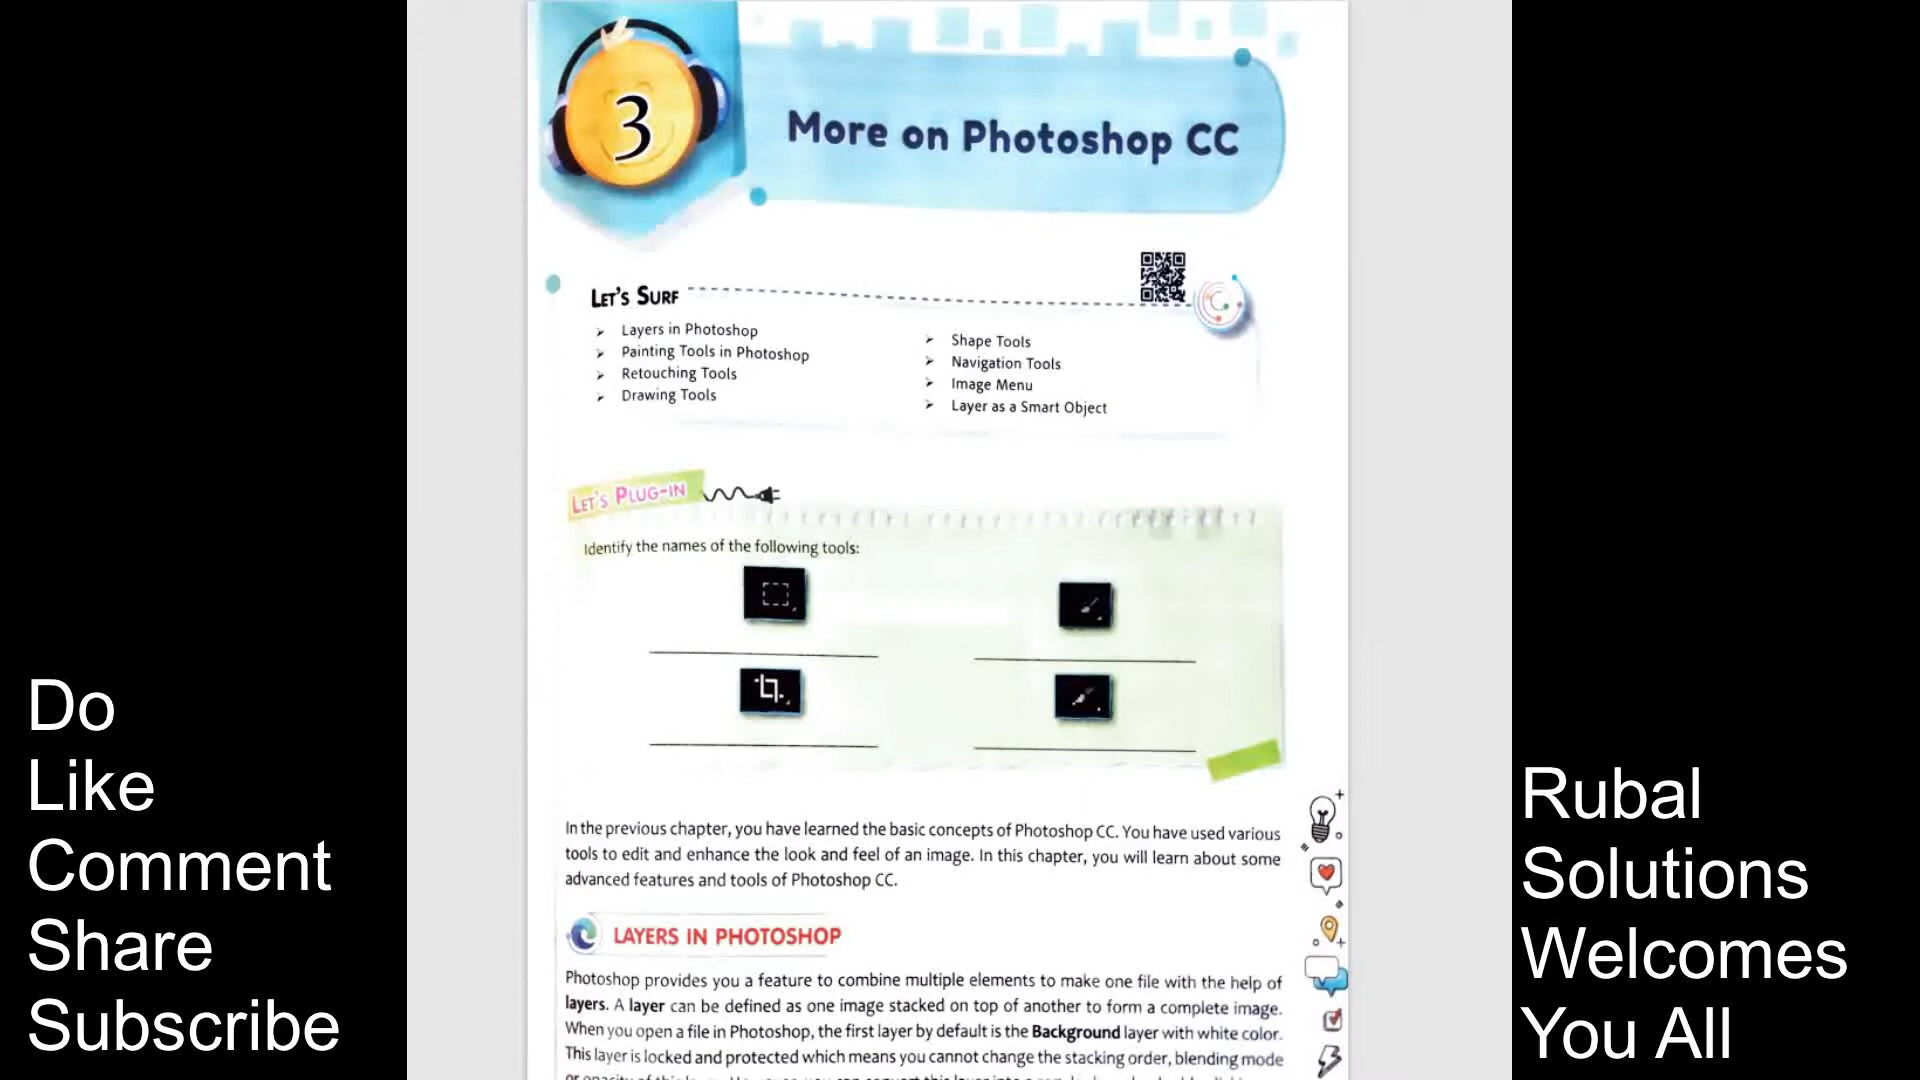 3
More on Photoshop CC
LET'S SURF
➤ Layers in Photoshop
➤ Painting Tools in Photoshop
➤ Retouching Tools
➤ Drawing Tools
➤ Shape Tools
➤ Navigation Tools
➤ Image Menu
➤ Layer as a Smart Object
LET'S PLUG-IN
Identify the names of the following tools:
In the previous chapter, you have learned the basic concepts of Photoshop CC. You have used various
tools to edit and enhance the look and feel of an image. In this chapter, you will learn about some
advanced features and tools of Photoshop CC.
LAYERS IN PHOTOSHOP
Photoshop provides you a feature to combine multiple elements to make one file with the help of
layers. A layer can be defined as one image stacked on top of another to form a complete image.
When you open a file in Photoshop, the first layer by default is the Background layer with white color.
This layer is locked and protected which means you cannot change the stacking order, blending mode
Do
Like
Comment
Share
Subscribe
Rubal
Solutions
Welcomes
You All